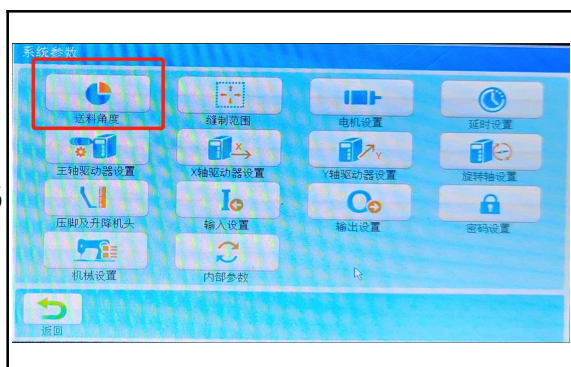 系统参数
送料角度
缝制范围
电机设置
延时设置
主轴驱动器设置
X轴驱动器设置
Y轴驱动器设置
旋转轴设置
压脚及升降机头
输入设置
输出设置
密码设置
机械设置
内部参数
返回